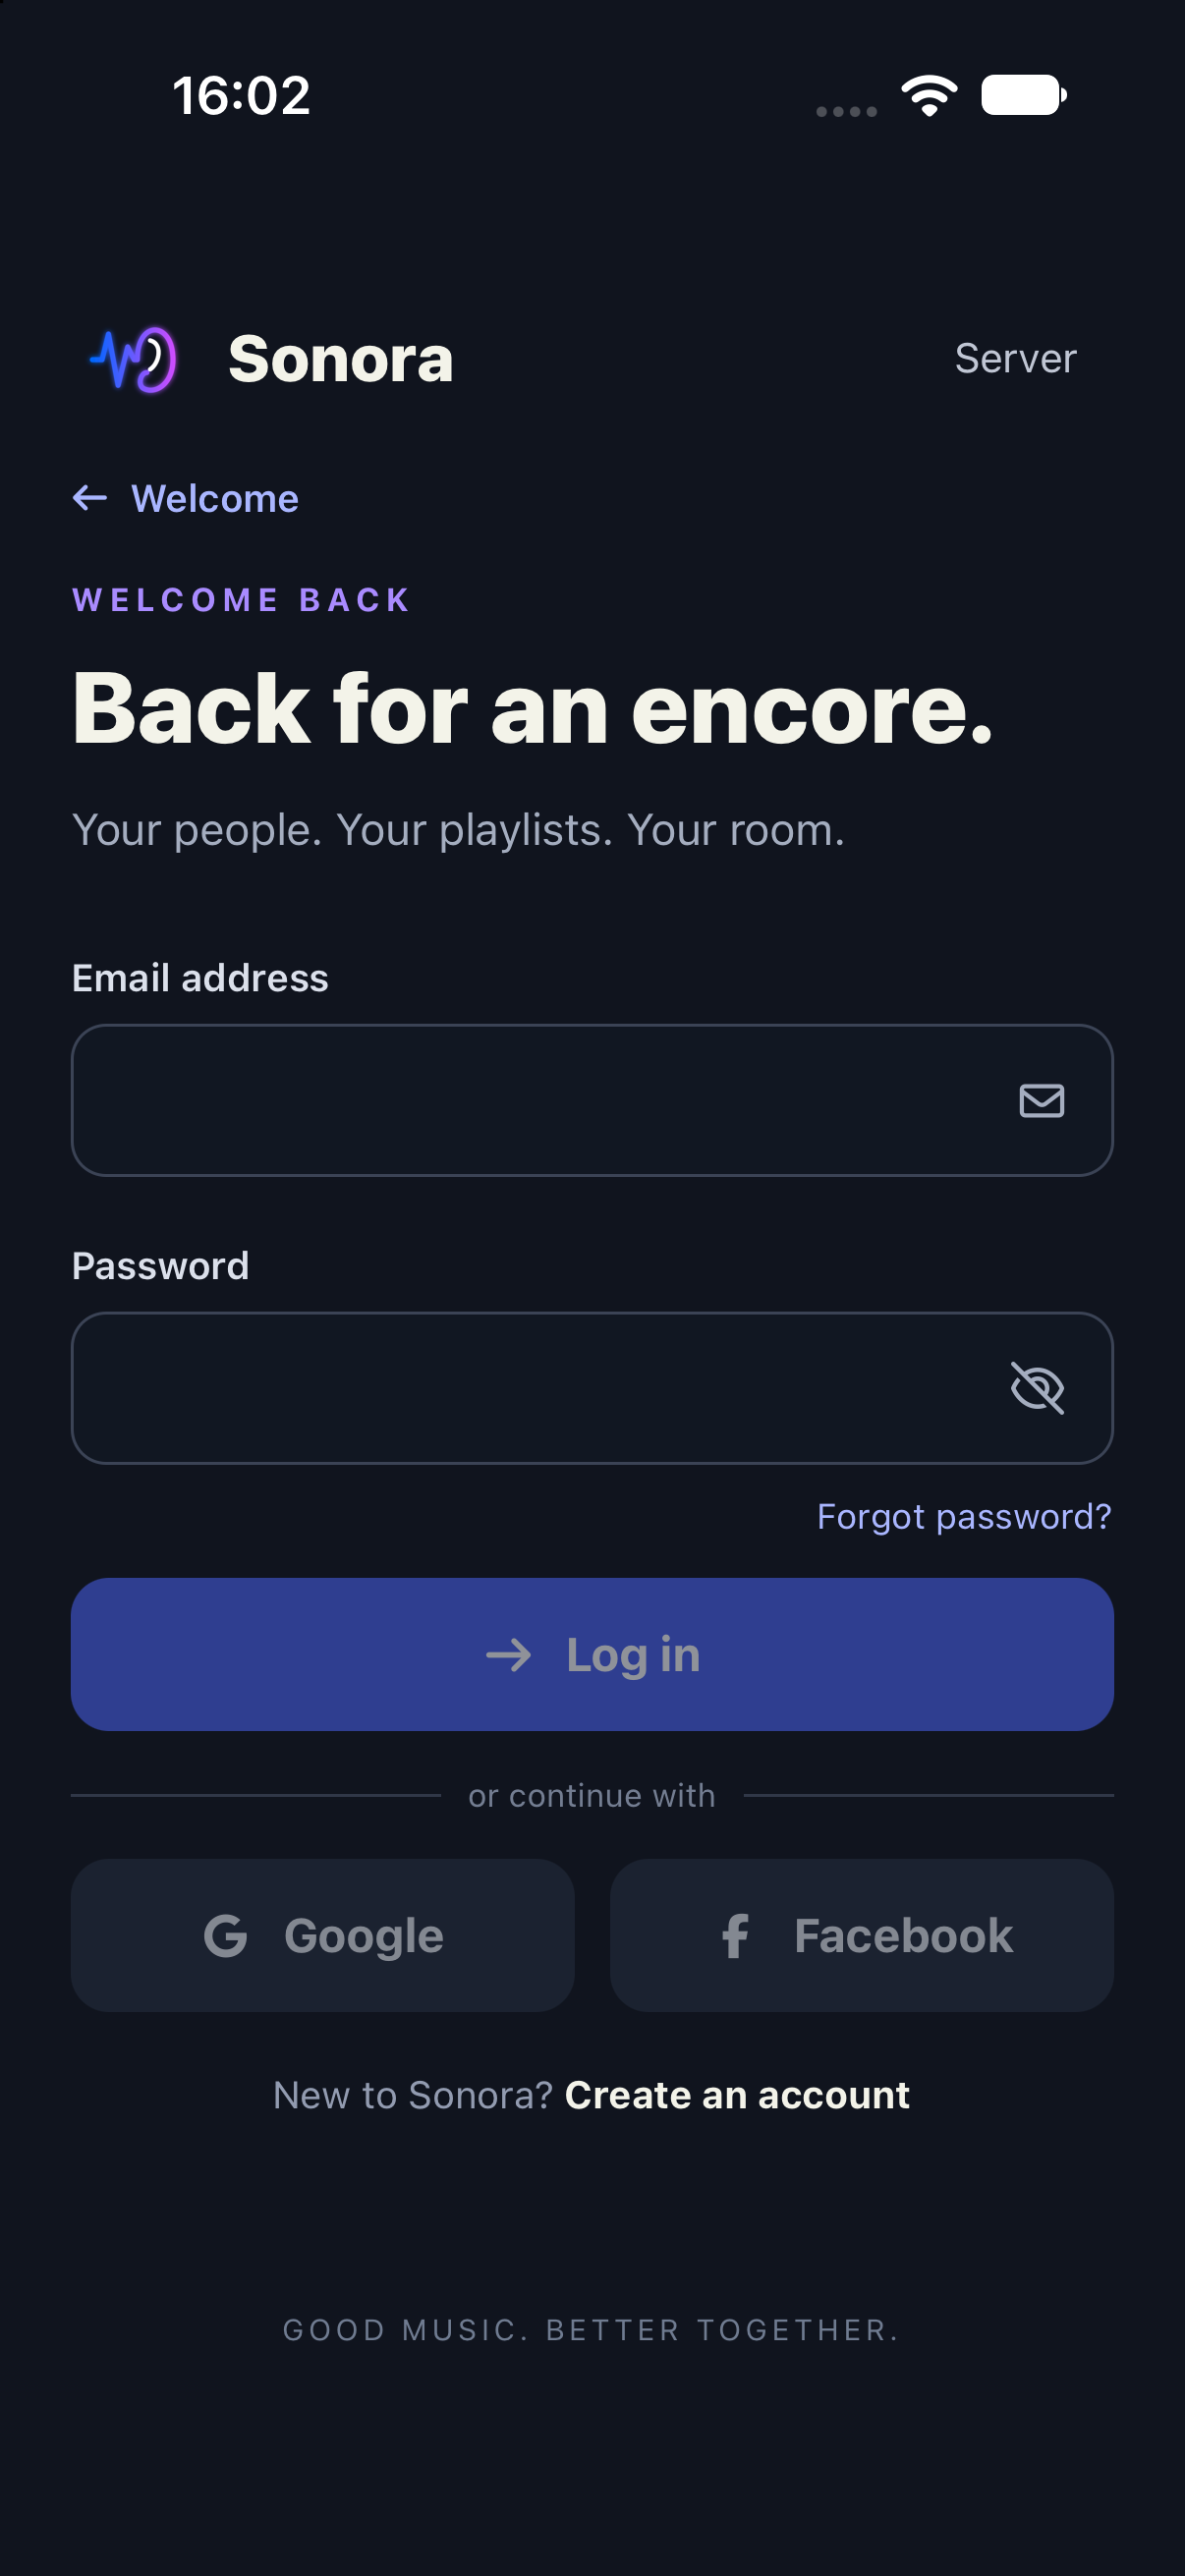 16:02
Sonora
Server
Welcome
WELCOME BACK
Back for an encore.
Your people. Your playlists. Your room.
Email address
Password
Forgot password?
Log in
or continue with
Google
Facebook
New to Sonora? Create an account
GOOD MUSIC. BETTER TOGETHER.